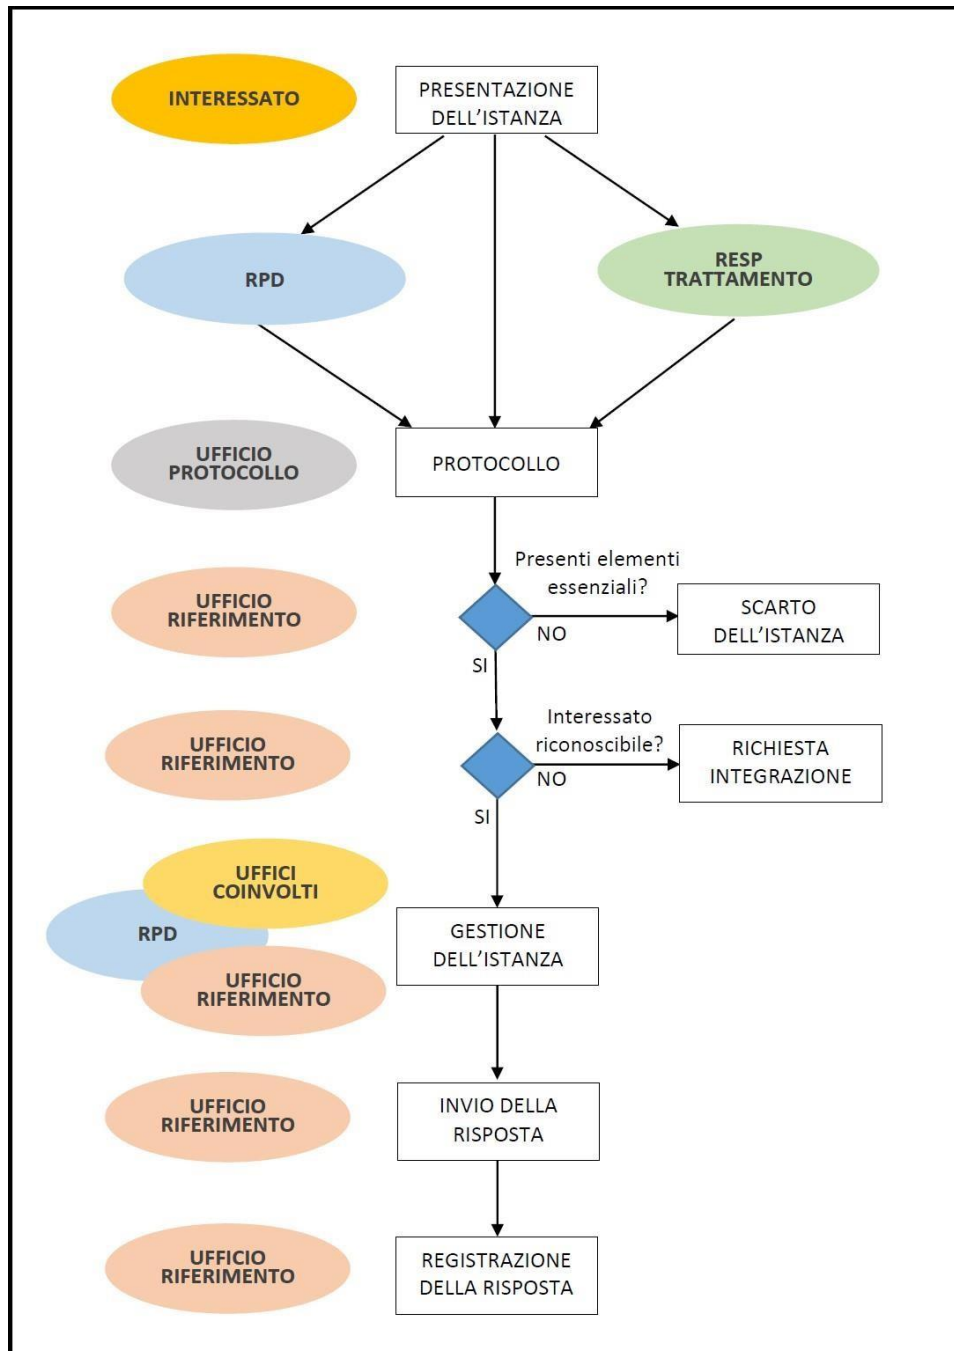 INTERESSATO
PRESENTAZIONE
DELL’ISTANZA
RPD
RESP
TRATTAMENTO
UFFICIO
PROTOCOLLO
PROTOCOLLO
Presenti elementi
essenziali?
UFFICIO
RIFERIMENTO
NO
SI
SCARTO
DELL’ISTANZA
Interessato
riconoscibile?
UFFICIO
RIFERIMENTO
NO
SI
RICHIESTA
INTEGRAZIONE
UFFICI
COINVOLTI
RPD
UFFICIO
RIFERIMENTO
GESTIONE
DELL’ISTANZA
UFFICIO
RIFERIMENTO
INVIO DELLA
RISPOSTA
UFFICIO
RIFERIMENTO
REGISTRAZIONE
DELLA RISPOSTA